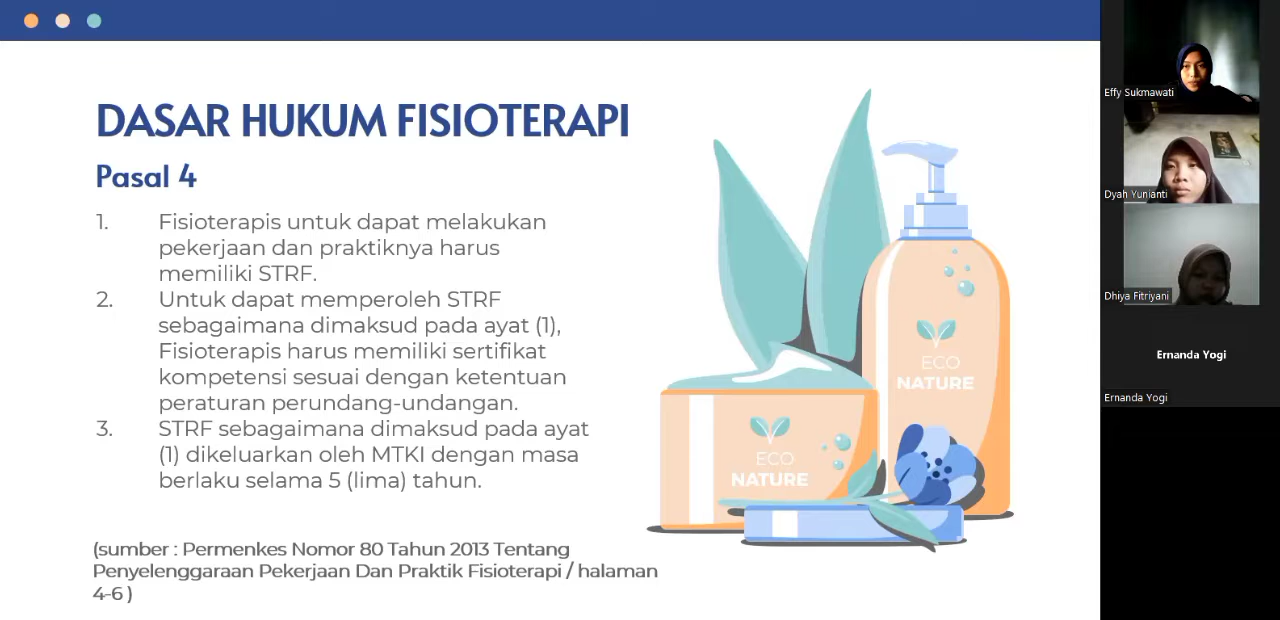 DASAR HUKUM FISIOTERAPI
Pasal 4
1. Fisioterapis untuk dapat melakukan
pekerjaan dan praktiknya harus
memiliki STRF.
2. Untuk dapat memperoleh STRF
sebagaimana dimaksud pada ayat (1),
Fisioterapis harus memiliki sertifikat
kompetensi sesuai dengan ketentuan
peraturan perundang-undangan.
3. STRF sebagaimana dimaksud pada ayat
(1) dikeluarkan oleh MTKI dengan masa
berlaku selama 5 (lima) tahun.
(sumber : Permenkes Nomor 80 Tahun 2013 Tentang
Penyelenggaraan Pekerjaan Dan Praktik Fisioterapi / halaman
4-6 )
ECO
NATURE
ECO
NATURE
Effy Sukmawati
Dyah Yunianti
Dhiya Fitriyani
Ernanda Yogi
Ernanda Yogi